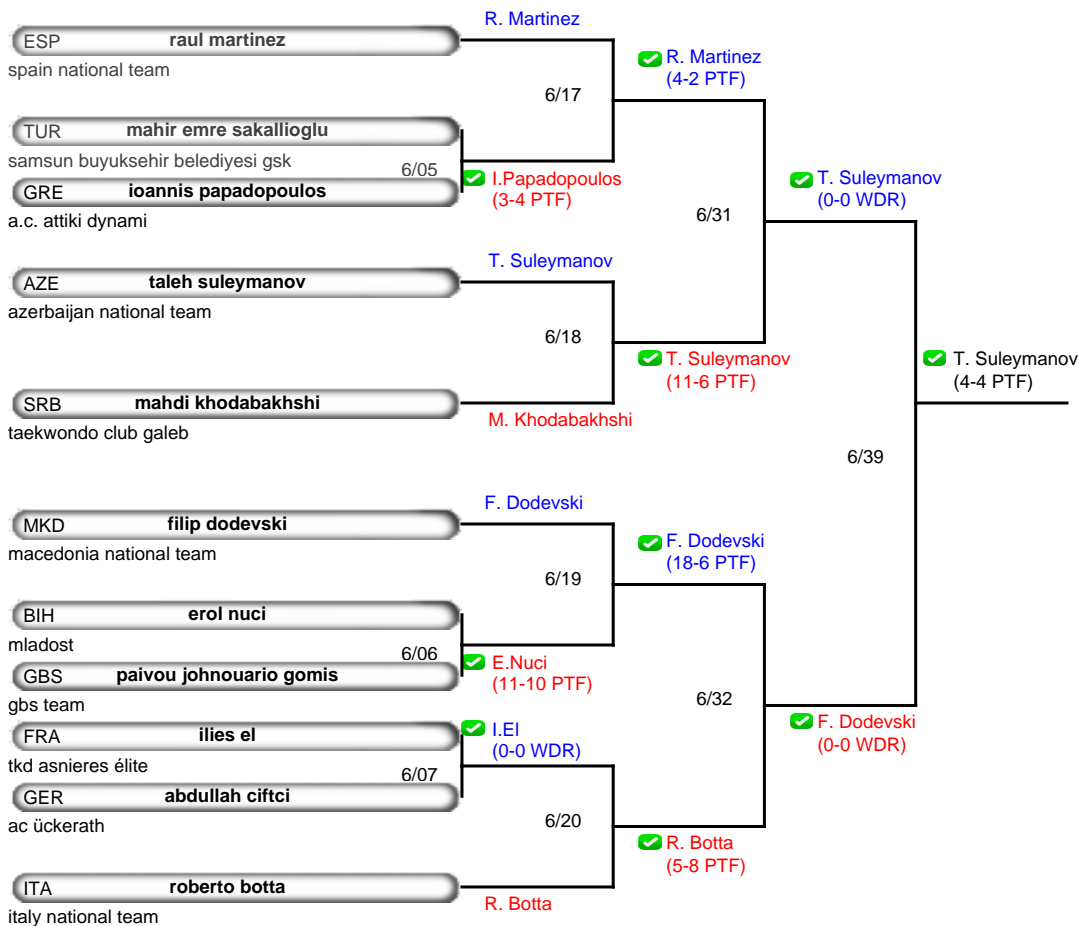 R. Martinez
ESP raul martinez
spain national team
6/17
R. Martinez
(4-2 PTF)
TUR mahir emre sakallioglu
samsun buyuksehir belediyesi gsk
6/05
GRE ioannis papadopoulos
a.c. attiki dynami
I.Papadopoulos
(3-4 PTF)
6/31
T. Suleymanov
(0-0 WDR)
T. Suleymanov
AZE taleh suleymanov
azerbaijan national team
6/18
T. Suleymanov
(11-6 PTF)
SRB mahdi khodabakhshi
taekwondo club galeb
M. Khodabakhshi
T. Suleymanov
(4-4 PTF)
6/39
F. Dodevski
MKD filip dodevski
macedonia national team
6/19
F. Dodevski
(18-6 PTF)
BIH erol nuci
mladost
6/06
GBS paivou johnouario gomis
gbs team
E.Nuci
(11-10 PTF)
6/32
F. Dodevski
(0-0 WDR)
FRA ilies el
tkd asnieres élite
I.El
(0-0 WDR)
6/07
GER abdullah ciftci
ac ückerath
6/20
R. Botta
(5-8 PTF)
ITA roberto botta
italy national team
R. Botta